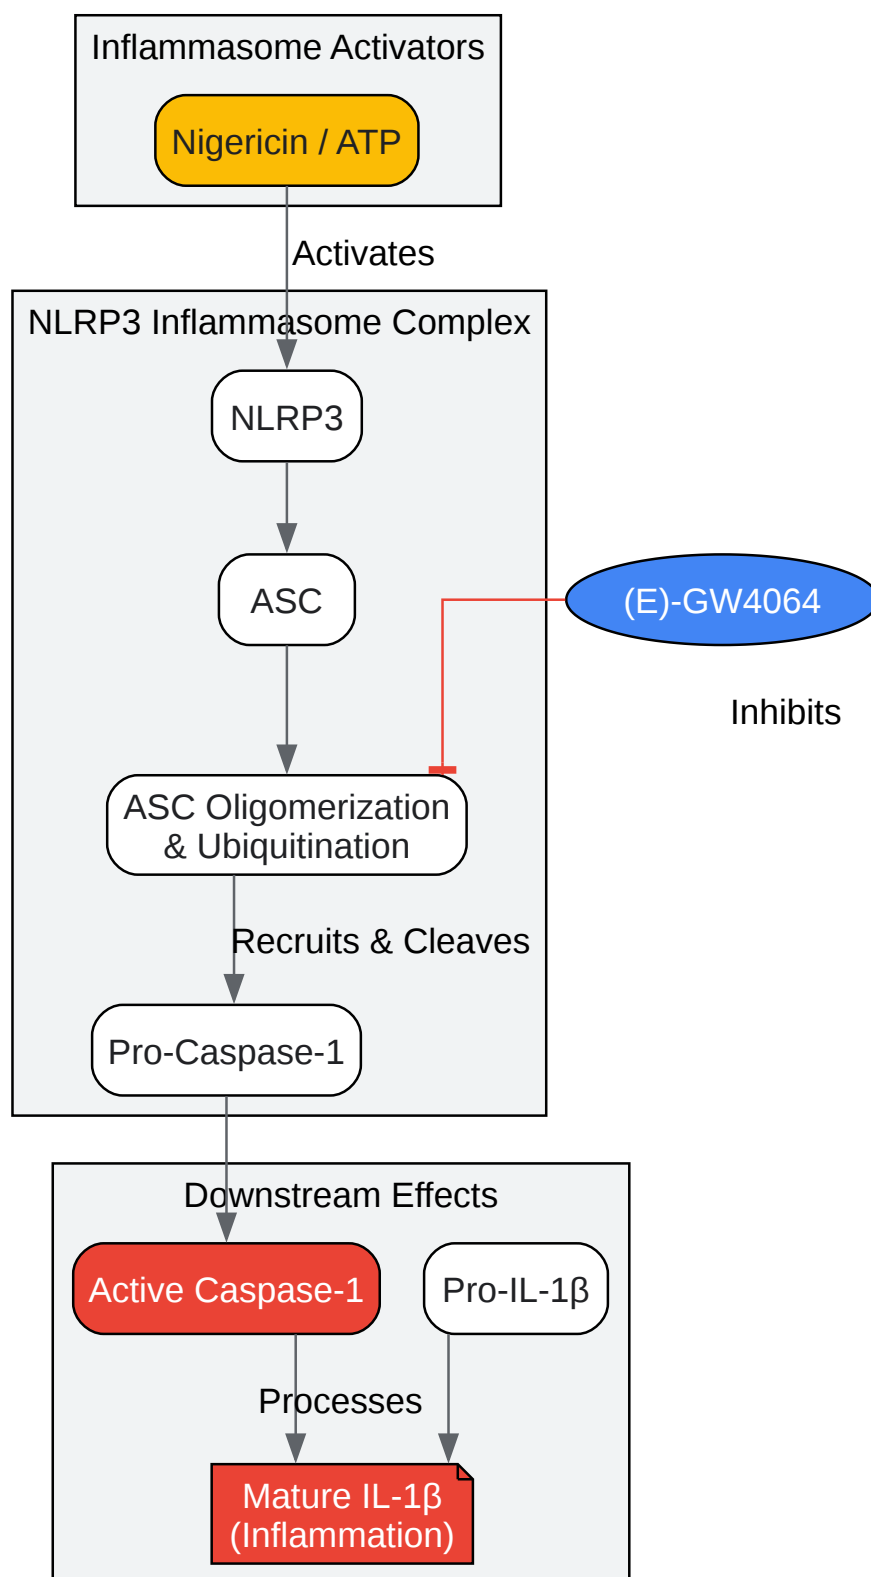 Inflammasome Activators
Nigericin / ATP
Activates
NLRP3 Inflammasome Complex
NLRP3
ASC
(E)-GW4064
Inhibits
ASC Oligomerization
& Ubiquitination
Recruits & Cleaves
Pro-Caspase-1
Downstream Effects
Active Caspase-1
Pro-IL-1β
Processes
Mature IL-1β
(Inflammation)